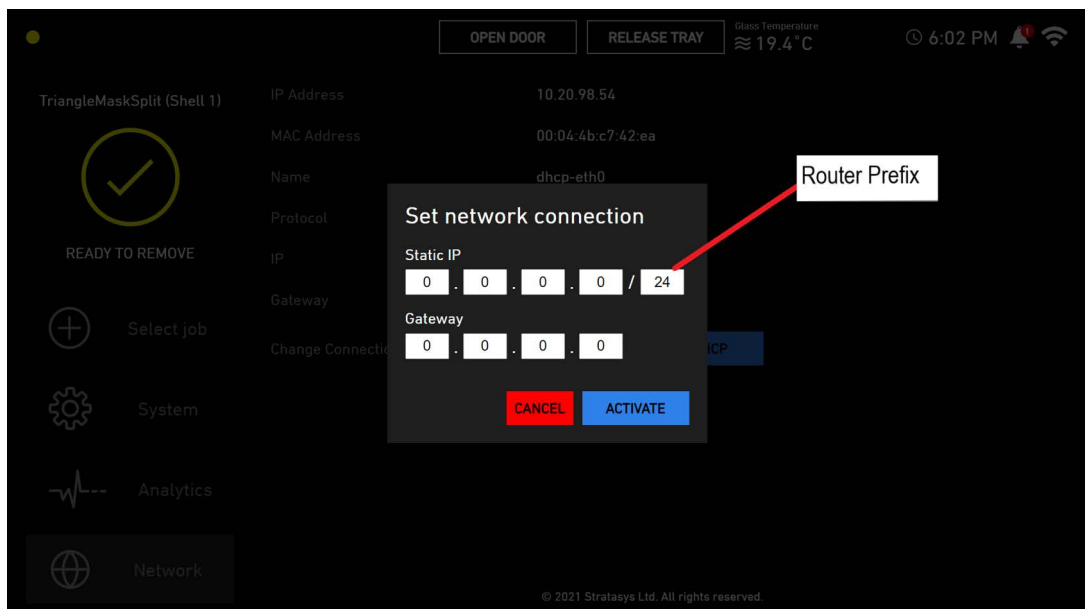 OPEN DOOR
RELEASE TRAY
Glass Temperature
≈ 19.4°C
6:02 PM
1
TriangleMaskSplit (Shell 1)
READY TO REMOVE
Select job
System
Analytics
Network
IP Address 10.20.98.54
MAC Address 00:04:4b:c7:42:ea
Name dhcp-eth0
Protocol
IP
Gateway
Change Connectio
CP
Set network connection
Static IP
0 . 0 . 0 . 0 / 24
Gateway
0 . 0 . 0 . 0
CANCEL ACTIVATE
Router Prefix
© 2021 Stratasys Ltd. All rights reserved.